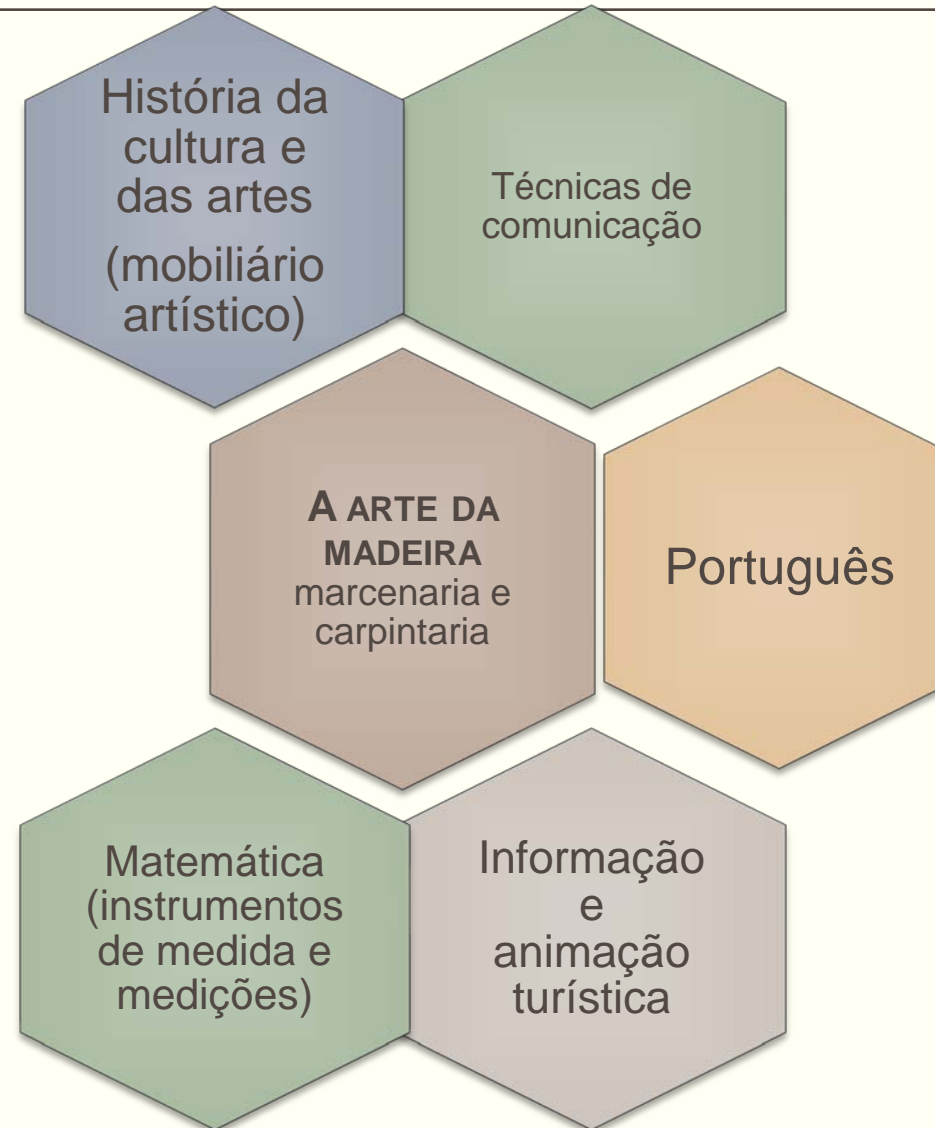 História da
cultura e
das artes
(mobiliário
artístico)
Técnicas de
comunicação
A ARTE DA
MADEIRA
marcenaria e
carpintaria
Português
Matemática
(instrumentos
de medida e
medições)
Informação
e
animação
turística